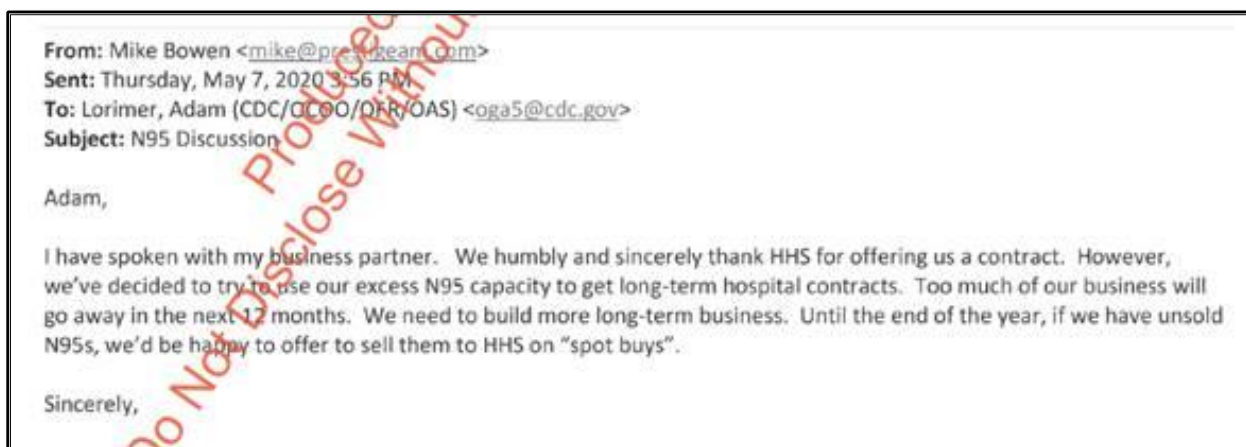 From: Mike Bowen <mike@prestigeam.com>
Sent: Thursday, May 7, 2020 3:56 PM
To: Lorimer, Adam (CDC/OCOO/OFR/OAS) <oga5@cdc.gov>
Subject: N95 Discussion
Adam,
I have spoken with my business partner.   We humbly and sincerely thank HHS for offering us a contract.  However,
we've decided to try to use our excess N95 capacity to get long-term hospital contracts.  Too much of our business will
go away in the next 12 months.  We need to build more long-term business.  Until the end of the year, if we have unsold
N95s, we'd be happy to offer to sell them to HHS on "spot buys".
Sincerely,
Produced
Do Not Disclose Without